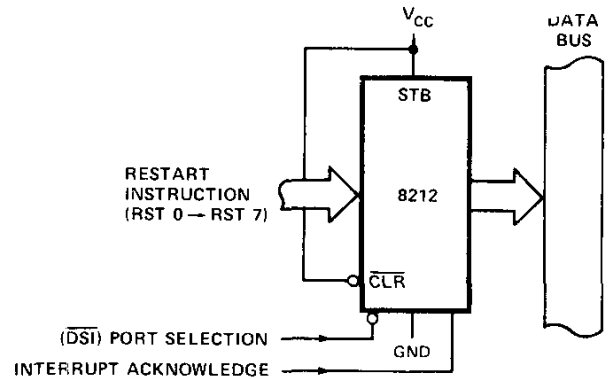 VCC
DATA
BUS
STB
RESTART
INSTRUCTION
(RST 0→RST 7)
8212
CLR
(DSI) PORT SELECTION
GND
INTERRUPT ACKNOWLEDGE